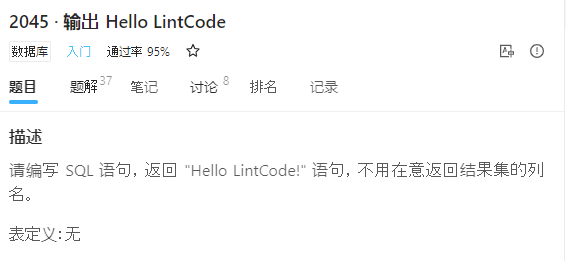 2045 · 输出 Hello LintCode
数据库 入门 通过率 95%
题目 题解 37 笔记 讨论 8 排名 记录
描述
请编写 SQL 语句，返回 "Hello LintCode!" 语句，不用在意返回结果集的列
名。
表定义：无